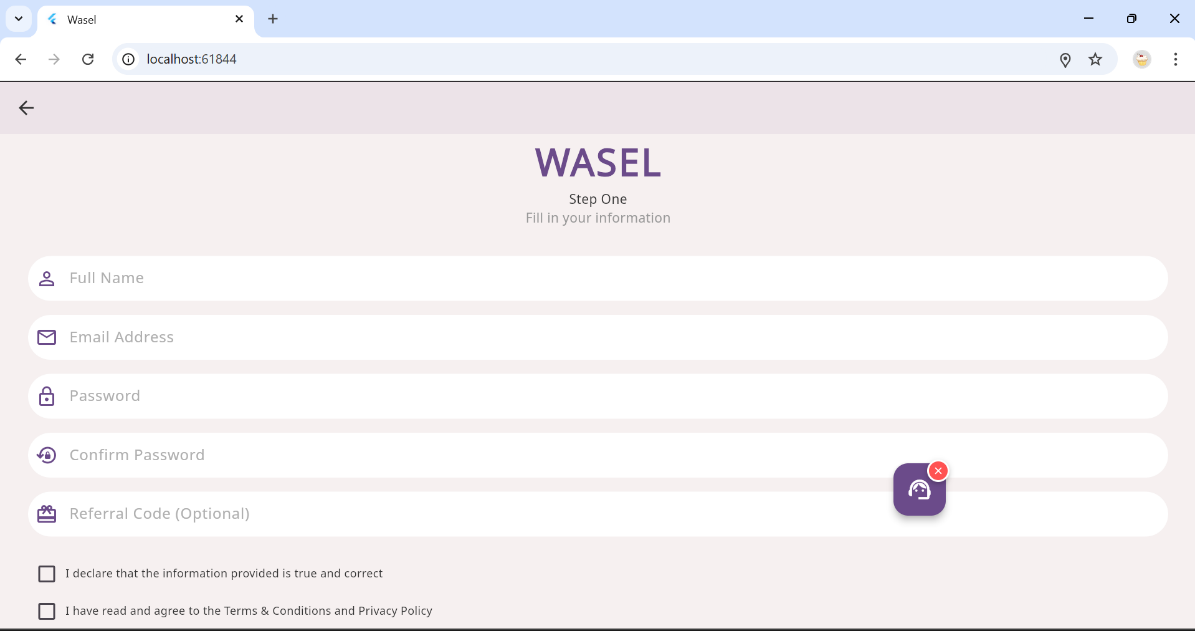 Wasel
localhost:61844
WASEL
Step One
Fill in your information
Full Name
Email Address
Password
Confirm Password
Referral Code (Optional)
I declare that the information provided is true and correct
I have read and agree to the Terms & Conditions and Privacy Policy